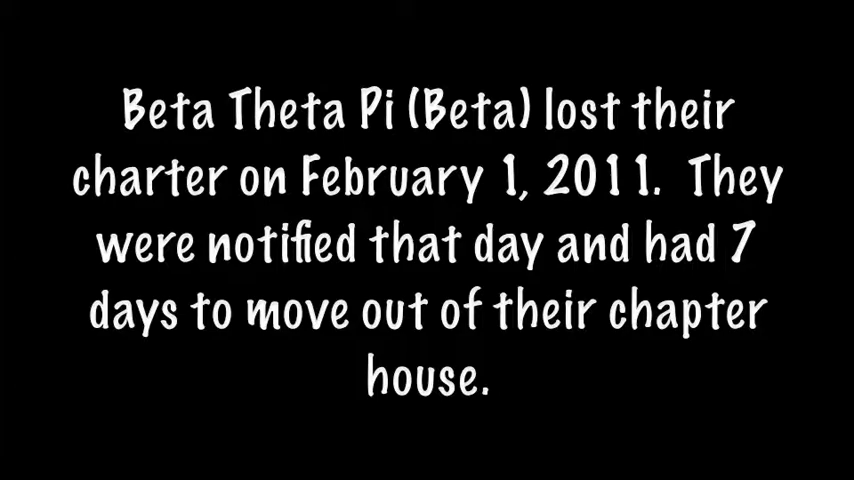 Beta Theta Pi (Beta) lost their
charter on February 1, 2011.  They
were notified that day and had 7
days to move out of their chapter
house.